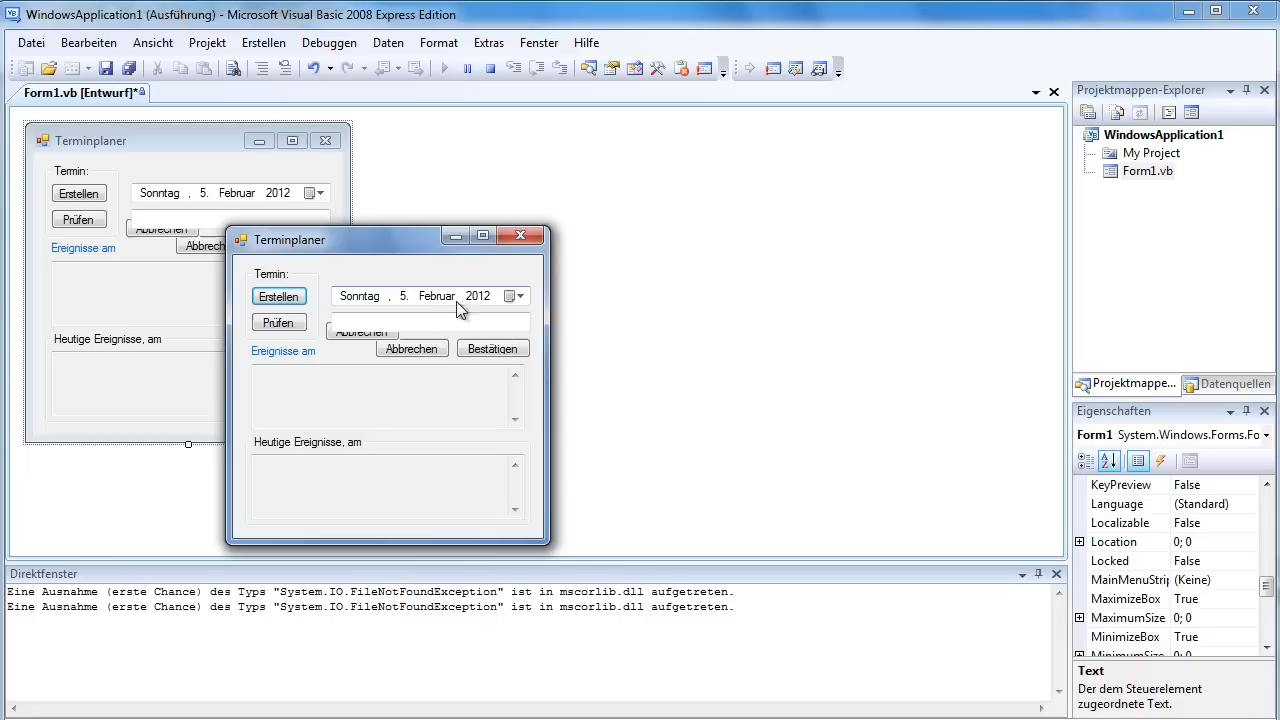 WindowsApplication1 (Ausführung) - Microsoft Visual Basic 2008 Express Edition
Datei Bearbeiten Ansicht Projekt Erstellen Debuggen Daten Format Extras Fenster Hilfe
Form1.vb [Entwurf]*
Terminplaner
Termin:
Erstellen
Sonntag , 5. Februar 2012
Prüfen
Abbrechen
Ereignisse am
Abbrech
Heutige Ereignisse, am
Terminplaner
Termin:
Erstellen
Sonntag , 5. Februar 2012
Prüfen
Abbrechen
Ereignisse am
Abbrechen
Bestätigen
Heutige Ereignisse, am
Projektmappen-Explorer
WindowsApplication1
My Project
Form1.vb
Projektmappe...
Datenquellen
Eigenschaften
Form1 System.Windows.Forms.Fo
KeyPreview False
Language (Standard)
Localizable False
Location 0; 0
Locked False
MainMenuStrip (Keine)
MaximizeBox True
MaximumSize 0; 0
MinimizeBox True
MinimumSize 0; 0
Text
Der dem Steuerelement
zugeordnete Text.
Direktfenster
Eine Ausnahme (erste Chance) des Typs "System.IO.FileNotFoundException" ist in mscorlib.dll aufgetreten.
Eine Ausnahme (erste Chance) des Typs "System.IO.FileNotFoundException" ist in mscorlib.dll aufgetreten.